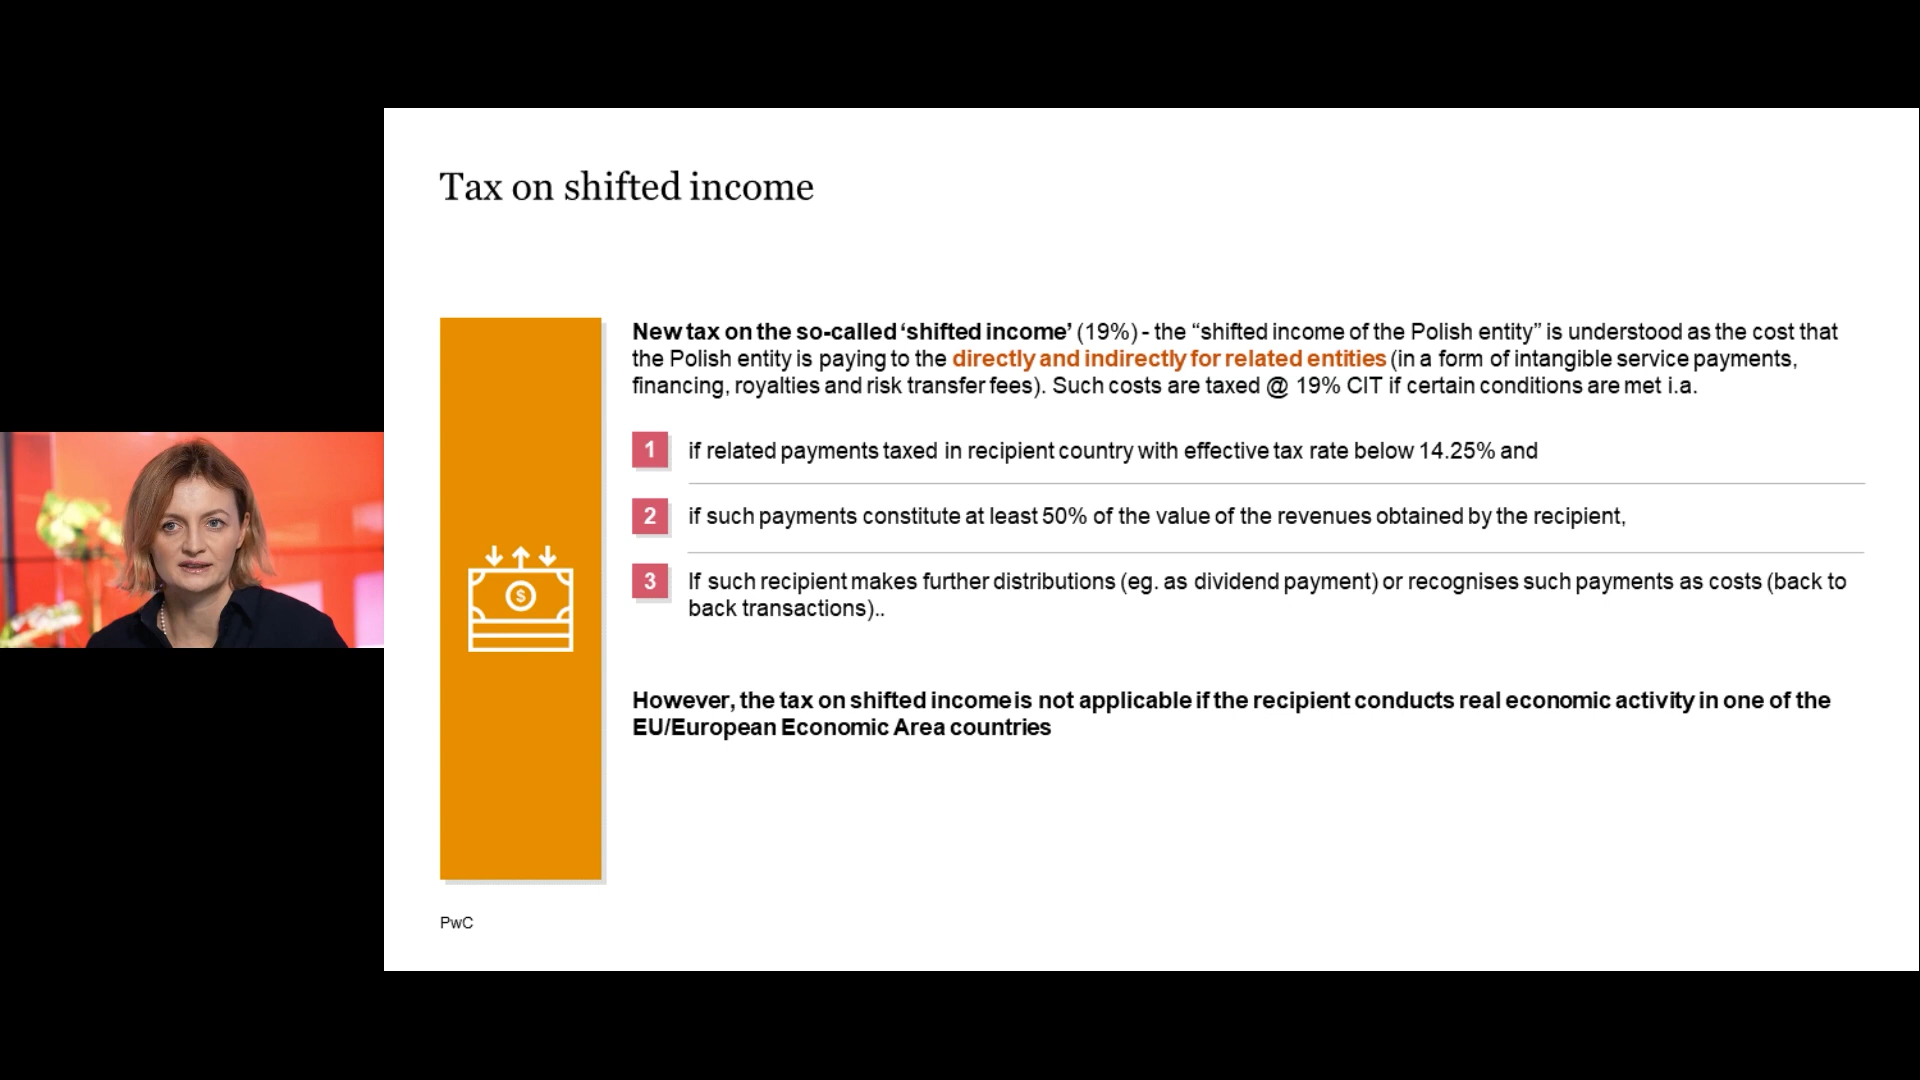 Tax on shifted income
New tax on the so-called ‘shifted income’ (19%) - the “shifted income of the Polish entity” is understood as the cost that
the Polish entity is paying to the directly and indirectly for related entities (in a form of intangible service payments,
financing, royalties and risk transfer fees). Such costs are taxed @ 19% CIT if certain conditions are met i.a.
1 if related payments taxed in recipient country with effective tax rate below 14.25% and
2 if such payments constitute at least 50% of the value of the revenues obtained by the recipient,
3 If such recipient makes further distributions (eg. as dividend payment) or recognises such payments as costs (back to
back transactions)..
$
However, the tax on shifted income is not applicable if the recipient conducts real economic activity in one of the
EU/European Economic Area countries
PwC